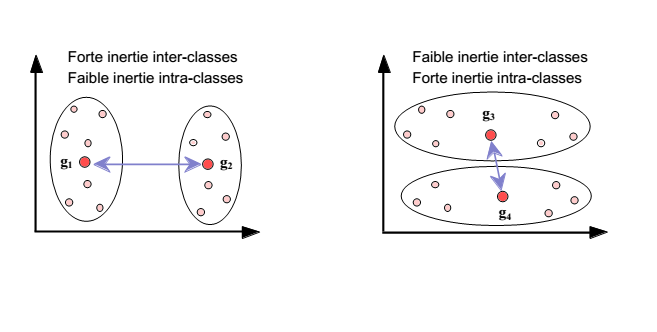 Forte inertie inter-classes
Faible inertie intra-classes
g1
g2
Faible inertie inter-classes
Forte inertie intra-classes
g3
g4